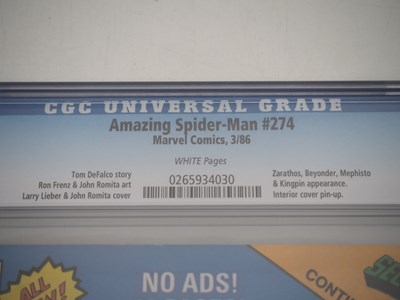 CGC UNIVERSAL GRADE
Amazing Spider-Man #274
Marvel Comics, 3/86
WHITE Pages
Tom DeFalco story
Ron Frenz & John Romita art
Larry Lieber & John Romita cover
0265934030
Zarathos, Beyonder, Mephisto
& Kingpin appearance.
Interior cover pin-up.
ALL
NO ADS!